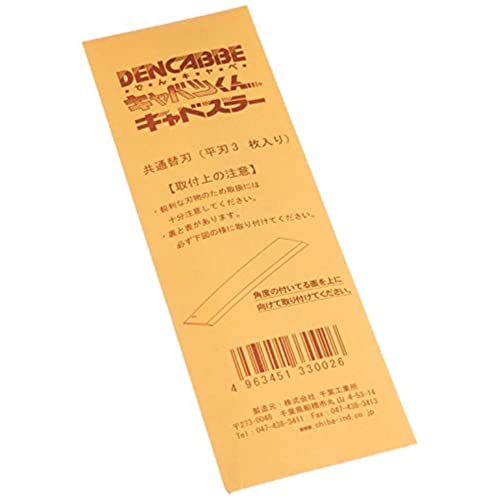 DENCABBE
・でんキャベ・
キャベツくん
キャベスラー
共通替刃（平刃３ 枚入り）
【取付上の注意】
・鋭利な刃物のため取扱には
十分注意してください。
・裏と表があります。
必ず下図の様に取り付けてください。
角度の付いてる面を上に
向けて取り付けてください。
4 963451 330026
製造元：株式会社 千葉工業所
〒273-0048 千葉県船橋市丸山 4-53-14
Tel：047-438-3411 Fax：047-438-3413
www.chiba-ind.co.jp